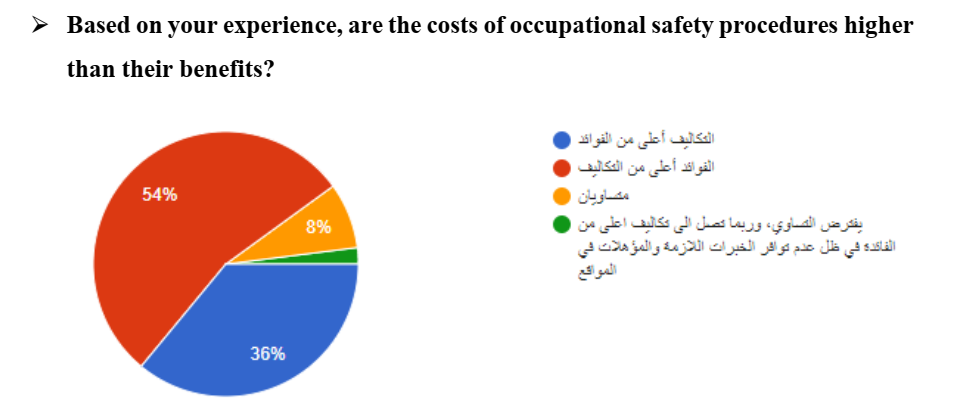 ➤ Based on your experience, are the costs of occupational safety procedures higher
than their benefits?
54%
8%
36%
التكاليف أعلى من الفوائد
الفوائد أعلى من التكاليف
متساويان
يفترض التساوي، وربما تصل الى تكاليف اعلى من
الفائدة في ظل عدم توافر الخبرات اللازمة والمؤهلات في
المواقع